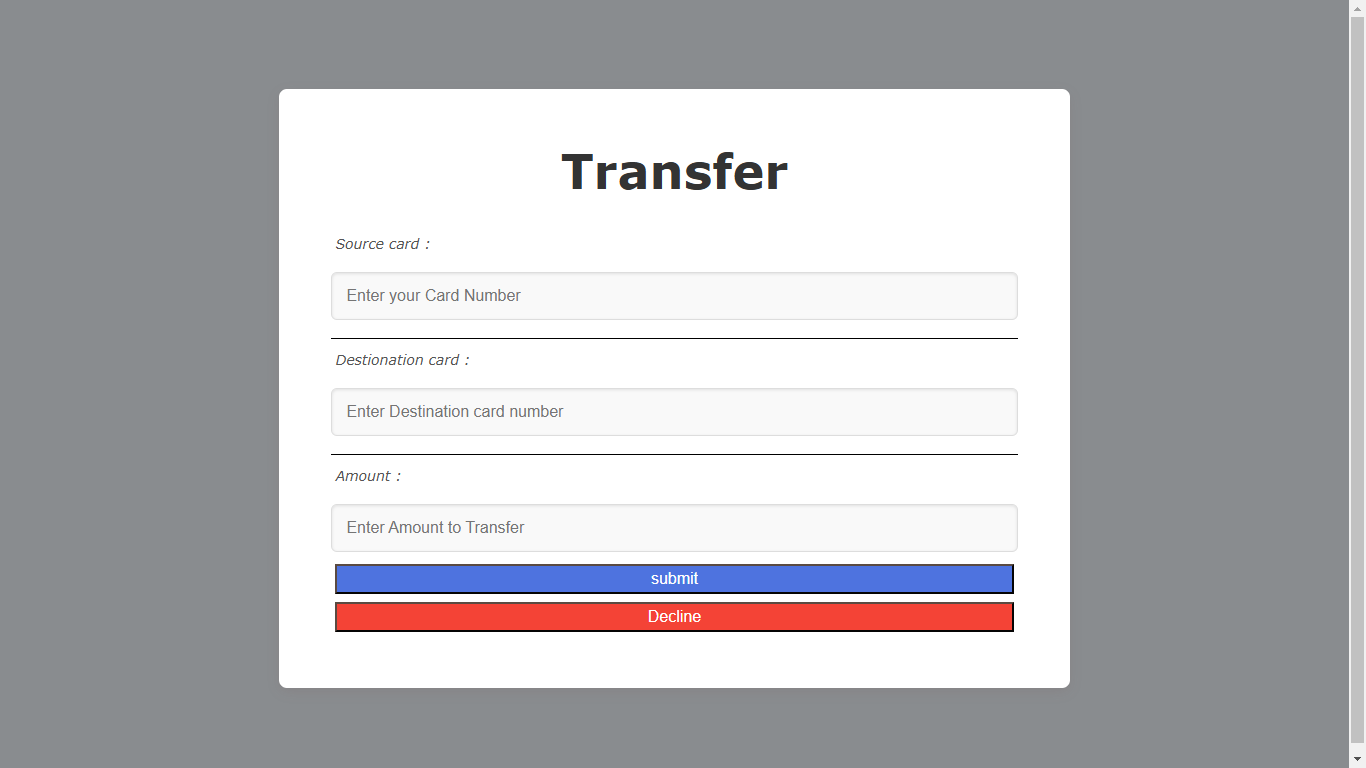 Transfer
Source card :
Enter your Card Number
Destionation card :
Enter Destination card number
Amount :
Enter Amount to Transfer
submit
Decline